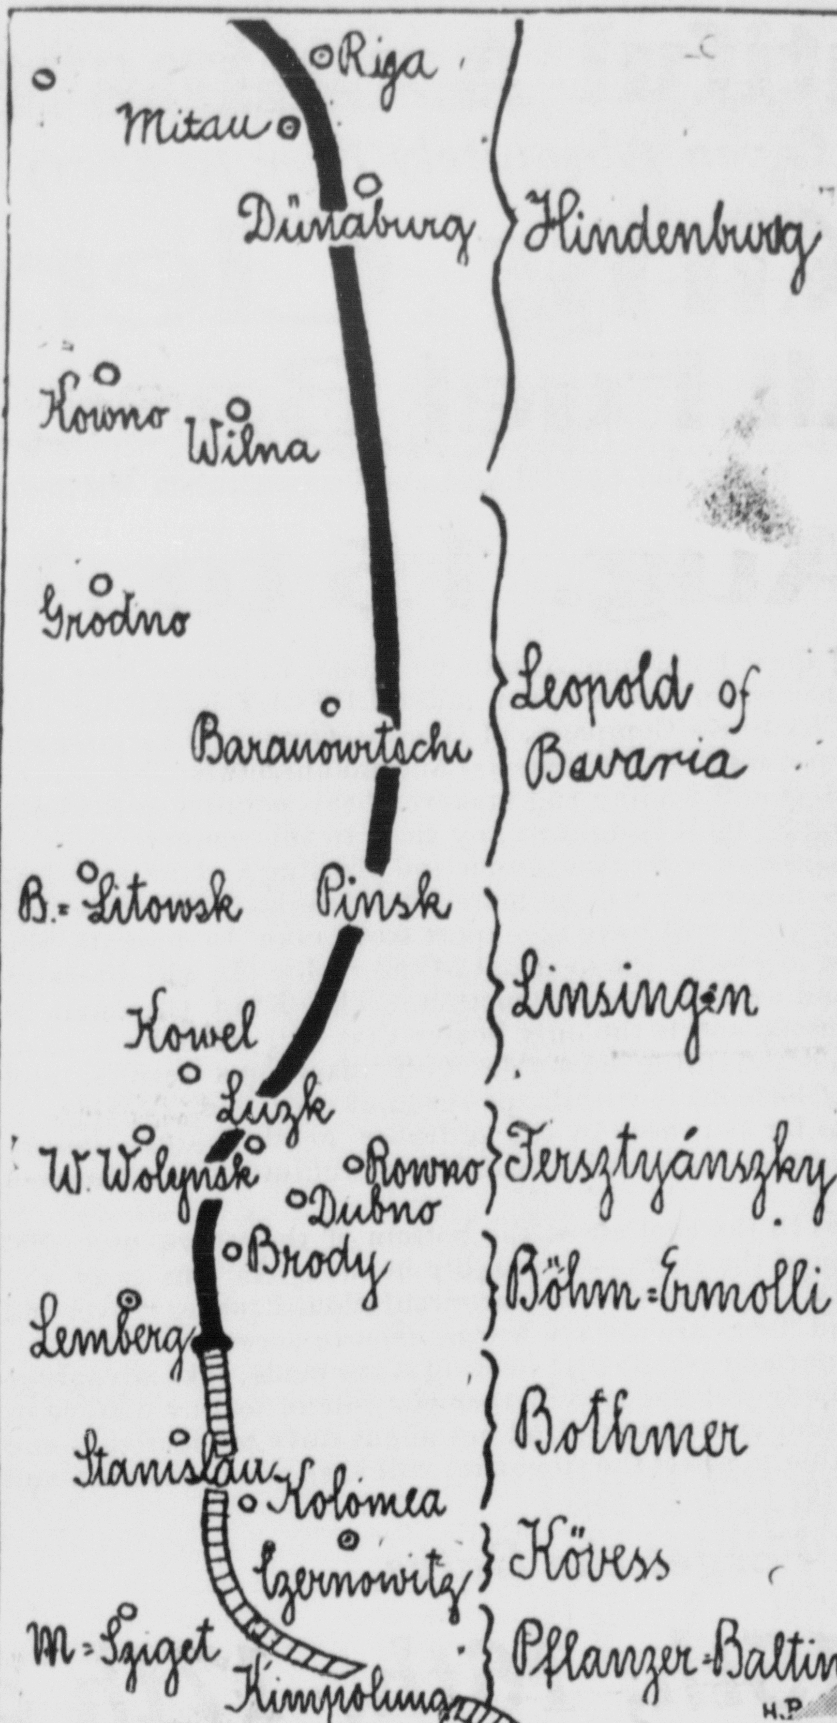 Riga
Mitau
Dünaburg
Hindenburg
Kowno
Wilna
Grodno
Leopold of
Bavaria
Baranowitschi
B.=Litowsk
Pinsk
Linsingen
Kowel
Luzk
W. Wolynsk
Rowno
Fersztyánszky
Dubno
Brody
Böhm=Ermolli
Lemberg
Bothmer
Stanislau
Kolomea
Kövess
Czernowitz
M=Sziget
Pflanzer=Baltin
Kimpolung
H.P